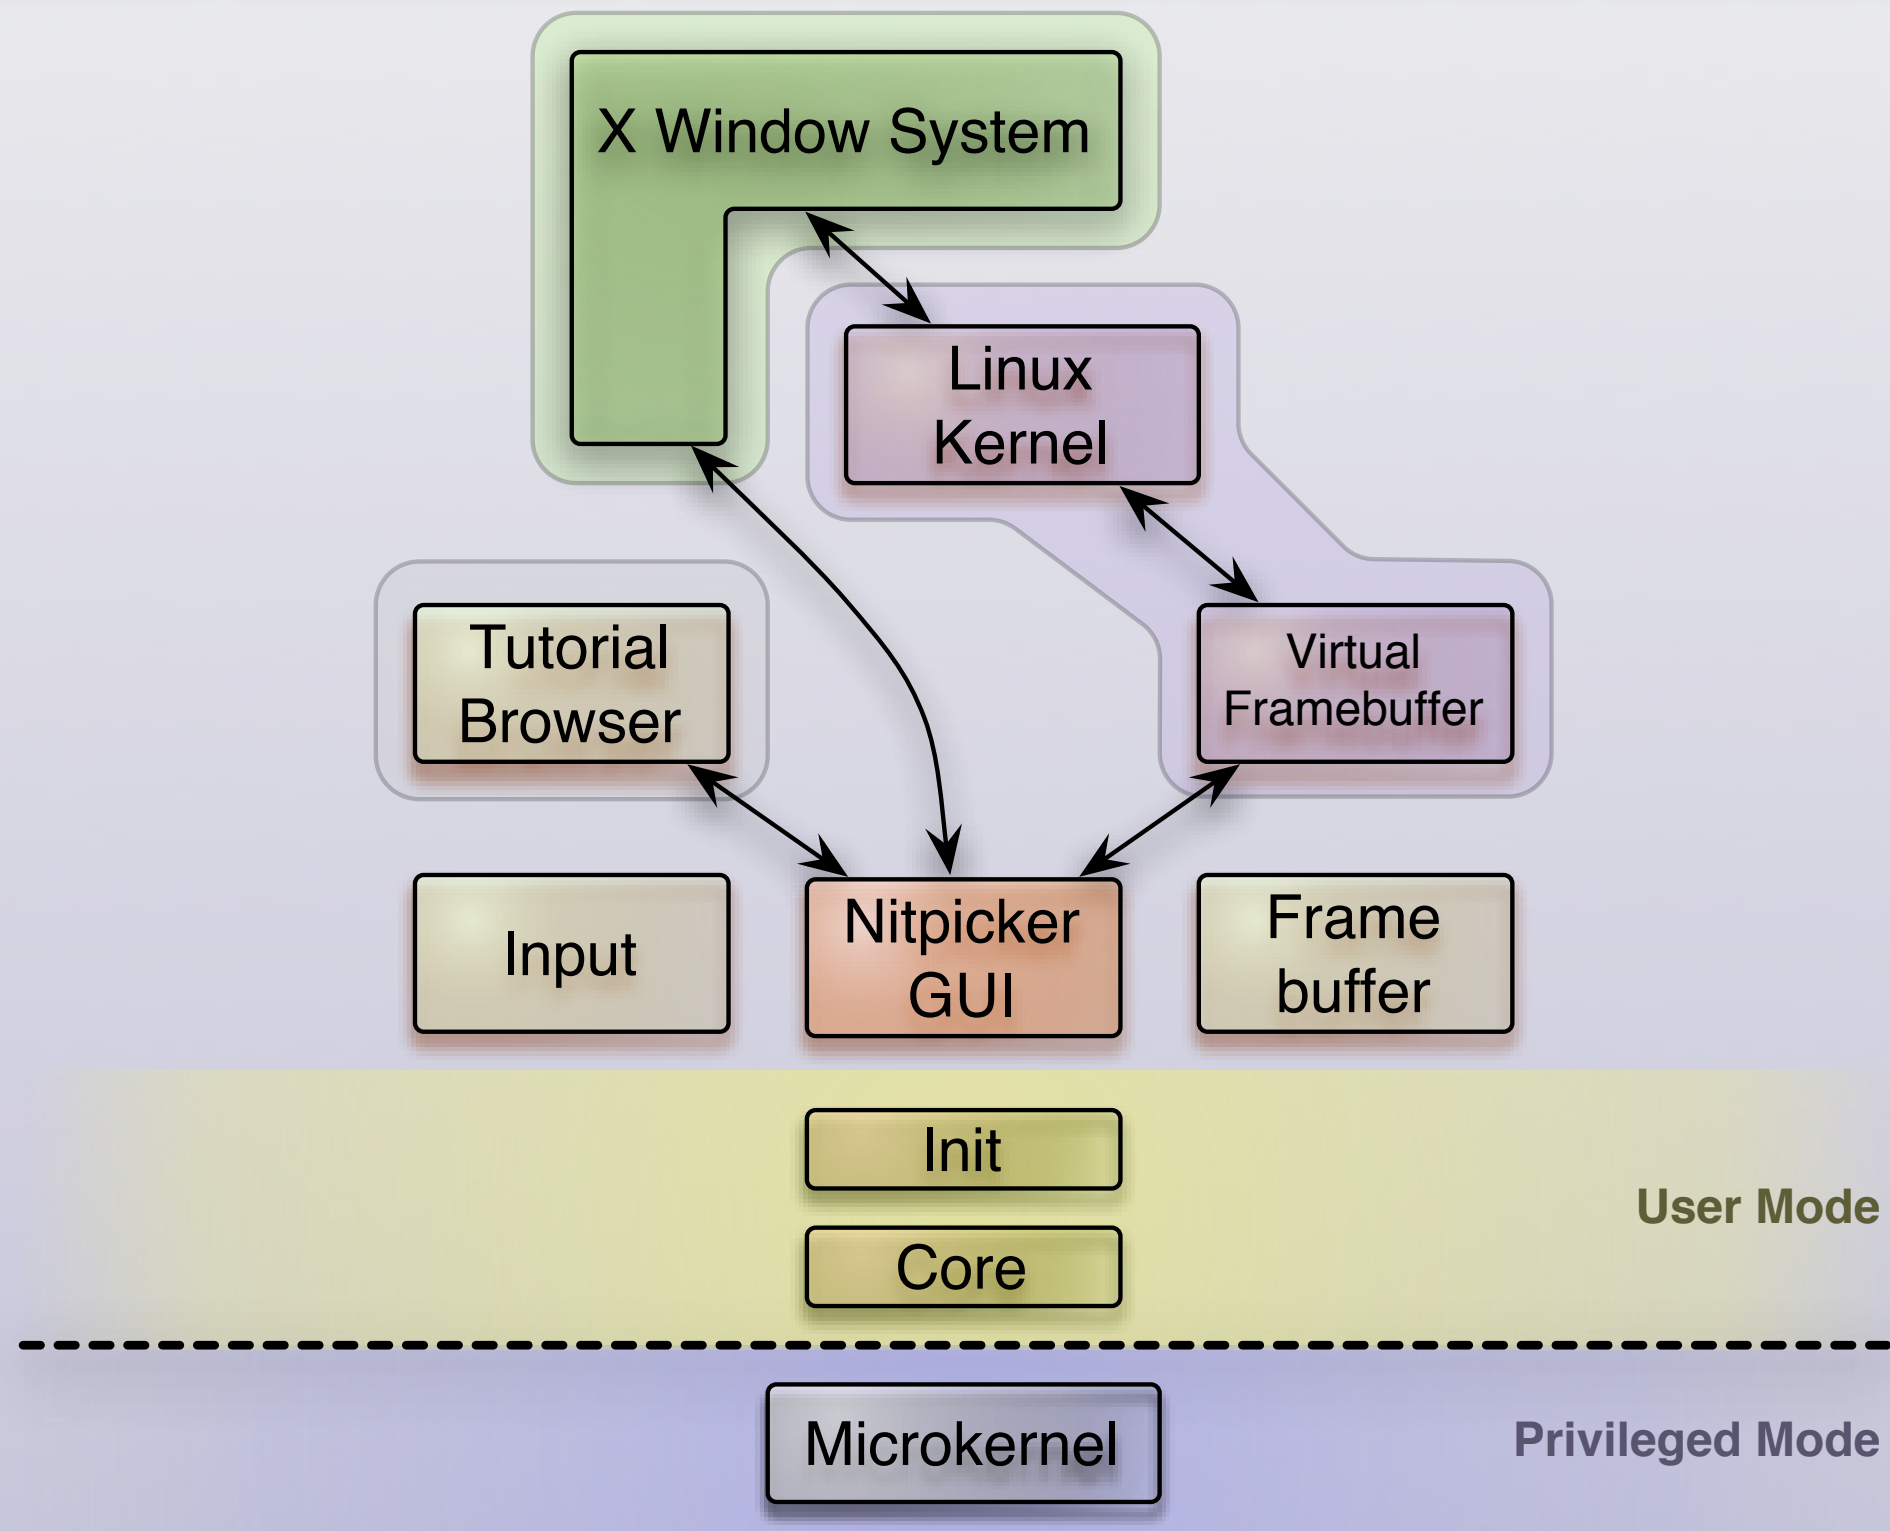 X Window System
Linux
Kernel
Tutorial
Browser
Virtual
Framebuffer
Input
Nitpicker
GUI
Frame
buffer
Init
User Mode
Core
Microkernel
Privileged Mode